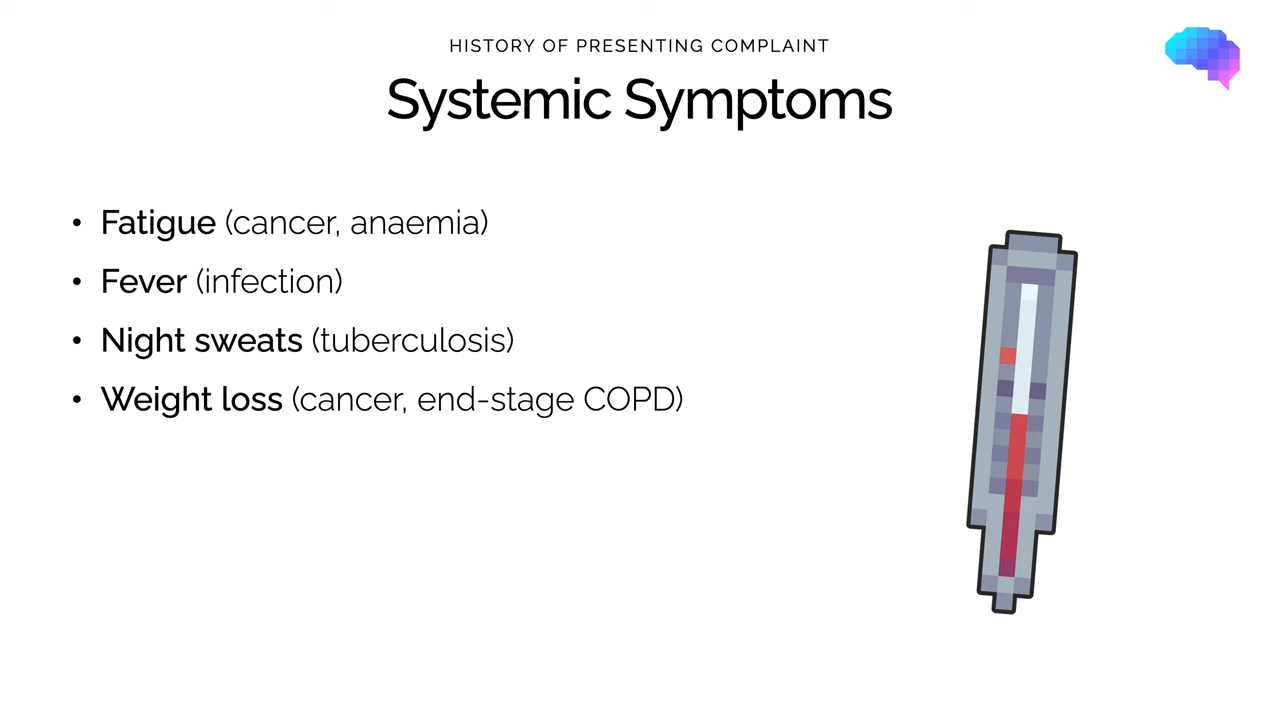 HISTORY OF PRESENTING COMPLAINT
Systemic Symptoms
• Fatigue (cancer, anaemia)
• Fever (infection)
• Night sweats (tuberculosis)
• Weight loss (cancer, end-stage COPD)